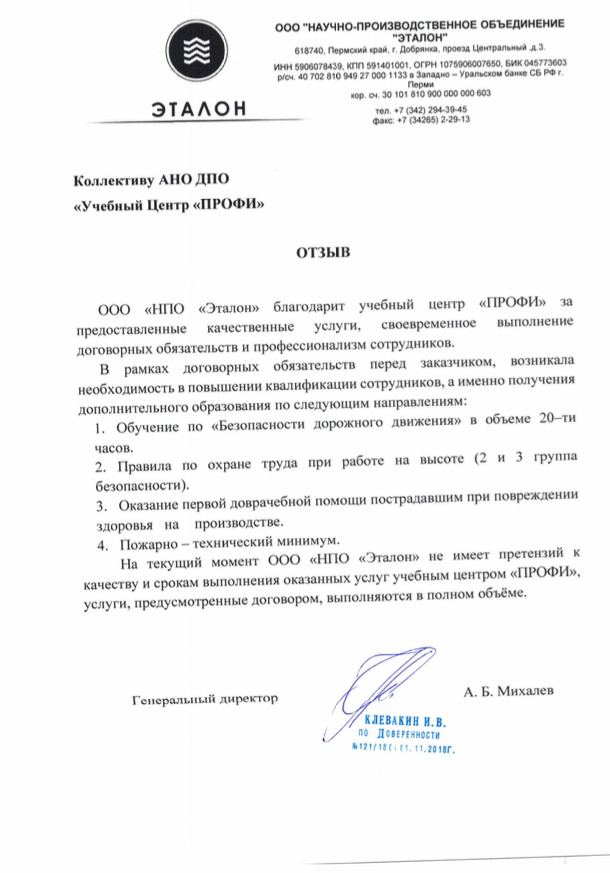 ЭТАЛОН
ООО "НАУЧНО-ПРОИЗВОДСТВЕННОЕ ОБЪЕДИНЕНИЕ
"ЭТАЛОН"
618740, Пермский край, г. Добрянка, проезд Центральный ,д.3.
ИНН 5906078439, КПП 591401001, ОГРН 1075906007650, БИК 045773603
р/сч. 40 702 810 949 27 000 1133 в Западно – Уральском банке СБ РФ г.
Перми
кор. сч. 30 101 810 900 000 000 603
тел. +7 (342) 294-39-45
факс: +7 (34265) 2-29-13
Коллективу АНО ДПО
«Учебный Центр «ПРОФИ»
ОТЗЫВ
ООО «НПО «Эталон» благодарит учебный центр «ПРОФИ» за
предоставленные качественные услуги, своевременное выполнение
договорных обязательств и профессионализм сотрудников.
В рамках договорных обязательств перед заказчиком, возникала
необходимость в повышении квалификации сотрудников, а именно получения
дополнительного образования по следующим направлениям:
1. Обучение по «Безопасности дорожного движения» в объеме 20–ти
часов.
2. Правила по охране труда при работе на высоте (2 и 3 группа
безопасности).
3. Оказание первой доврачебной помощи пострадавшим при повреждении
здоровья на производстве.
4. Пожарно – технический минимум.
На текущий момент ООО «НПО «Эталон» не имеет претензий к
качеству и срокам выполнения оказанных услуг учебным центром «ПРОФИ»,
услуги, предусмотренные договором, выполняются в полном объёме.
Генеральный директор
А. Б. Михалев
КЛЕВАКИН И.В.
ПО ДОВЕРЕННОСТИ
№121/18 01.11.2018Г.